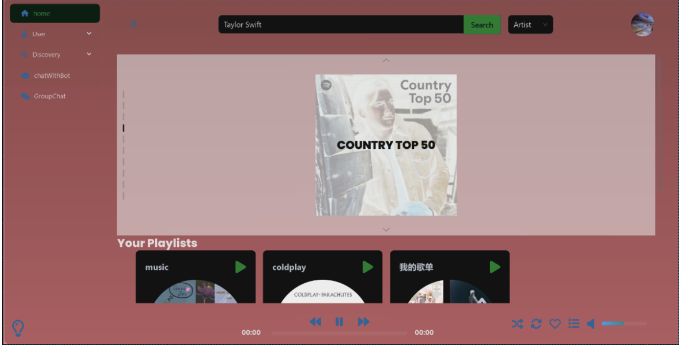 home
User
Discovery
chatWithBot
GroupChat
Taylor Swift
Search
Artist
Country
Top 50
COUNTRY TOP 50
Your Playlists
music
coldplay
我的歌单
COLDPLAY·PARACHUTES
00:00
00:00